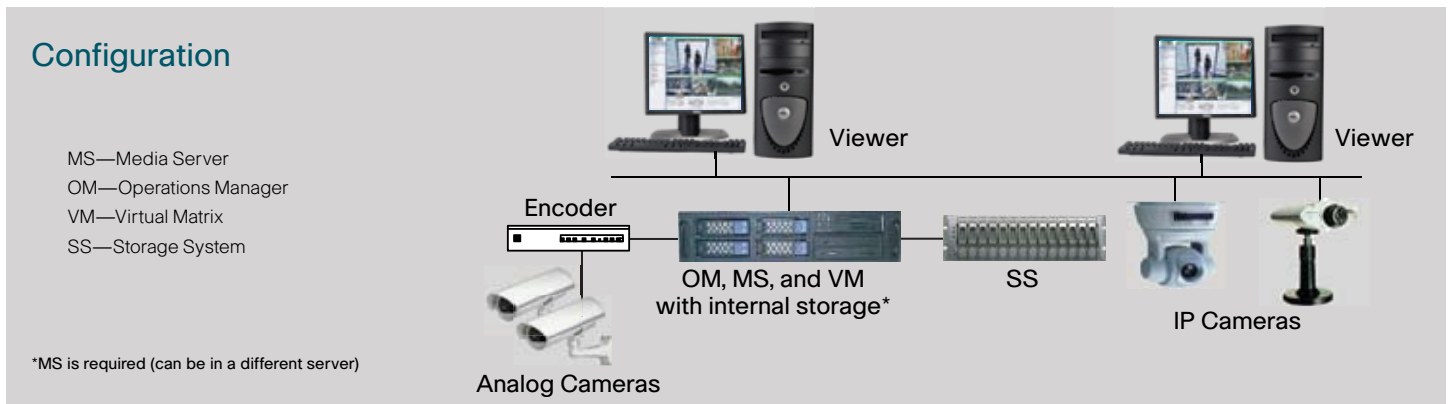 Configuration
MS—Media Server
OM—Operations Manager
VM—Virtual Matrix
SS—Storage System
*MS is required (can be in a different server)
Viewer
Viewer
Encoder
OM, MS, and VM
with internal storage*
SS
IP Cameras
Analog Cameras